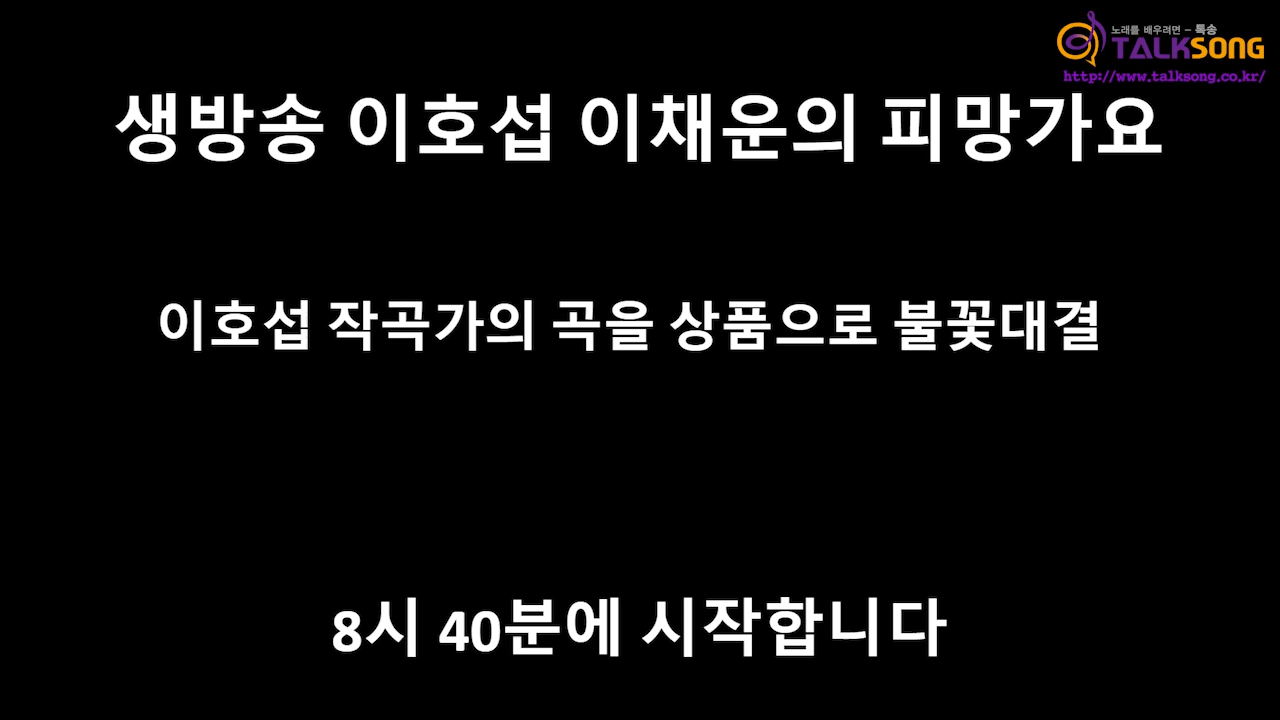 노래를 배우려면 - 톡송
TALKSONG
http://www.talksong.co.kr/
생방송 이호섭 이채운의 피망가요
이호섭 작곡가의 곡을 상품으로 불꽃대결
8시 40분에 시작합니다